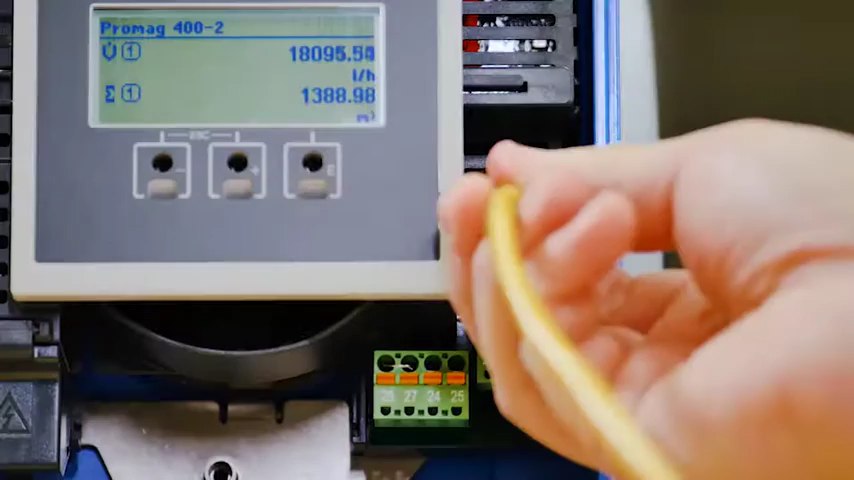 Promag 400-2
V̇ 1 18095.54
l/h
Σ 1 1388.98
m³
ESC
- + E
26 27 24 25